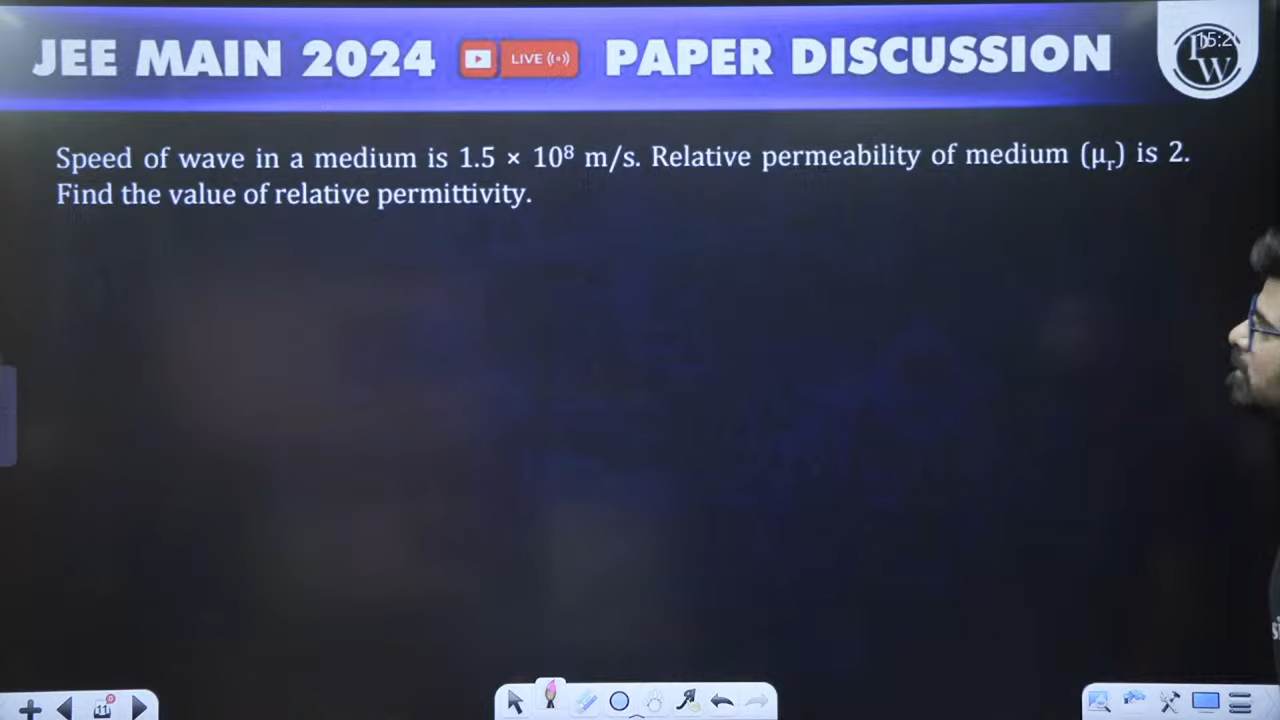 JEE MAIN 2024 LIVE PAPER DISCUSSION
Speed of wave in a medium is 1.5 × 10⁸ m/s. Relative permeability of medium (μᵣ) is 2.
Find the value of relative permittivity.
11